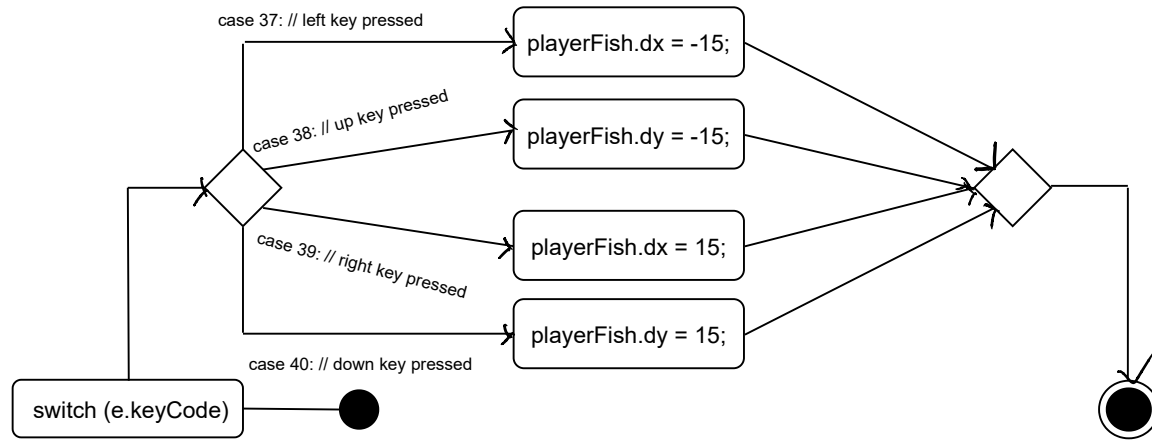 case 37: // left key pressed
playerFish.dx = -15;
case 38: // up key pressed
playerFish.dy = -15;
case 39: // right key pressed
playerFish.dx = 15;
playerFish.dy = 15;
case 40: // down key pressed
switch (e.keyCode)